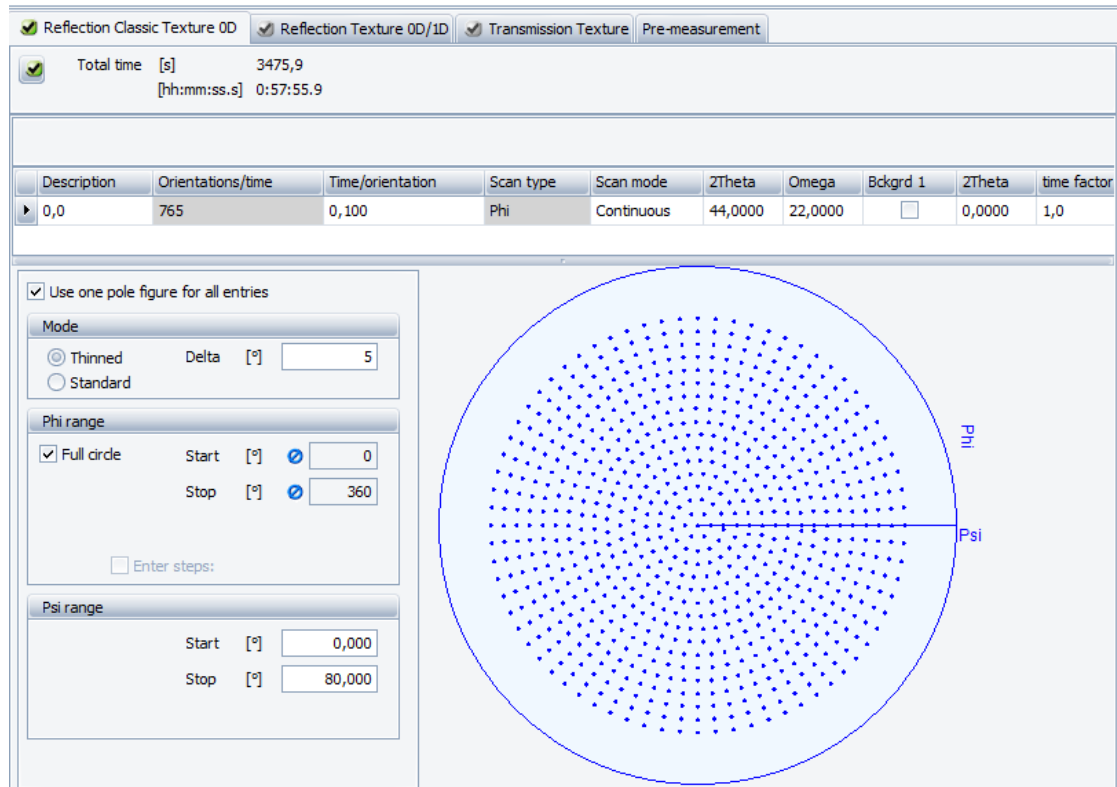 Reflection Classic Texture 0D Reflection Texture 0D/1D Transmission Texture Pre-measurement
Total time [s] 3475,9
[hh:mm:ss.s] 0:57:55.9
Description Orientations/time Time/orientation Scan type Scan mode 2Theta Omega Bckgrd 1 2Theta time factor
0,0 765 0,100 Phi Continuous 44,0000 22,0000 0,0000 1,0
Use one pole figure for all entries
Mode
Thinned Delta [°] 5
Standard
Phi range
Full circle Start [°] 0
Stop [°] 360
Enter steps:
Psi range
Start [°] 0,000
Stop [°] 80,000
Phi
Psi